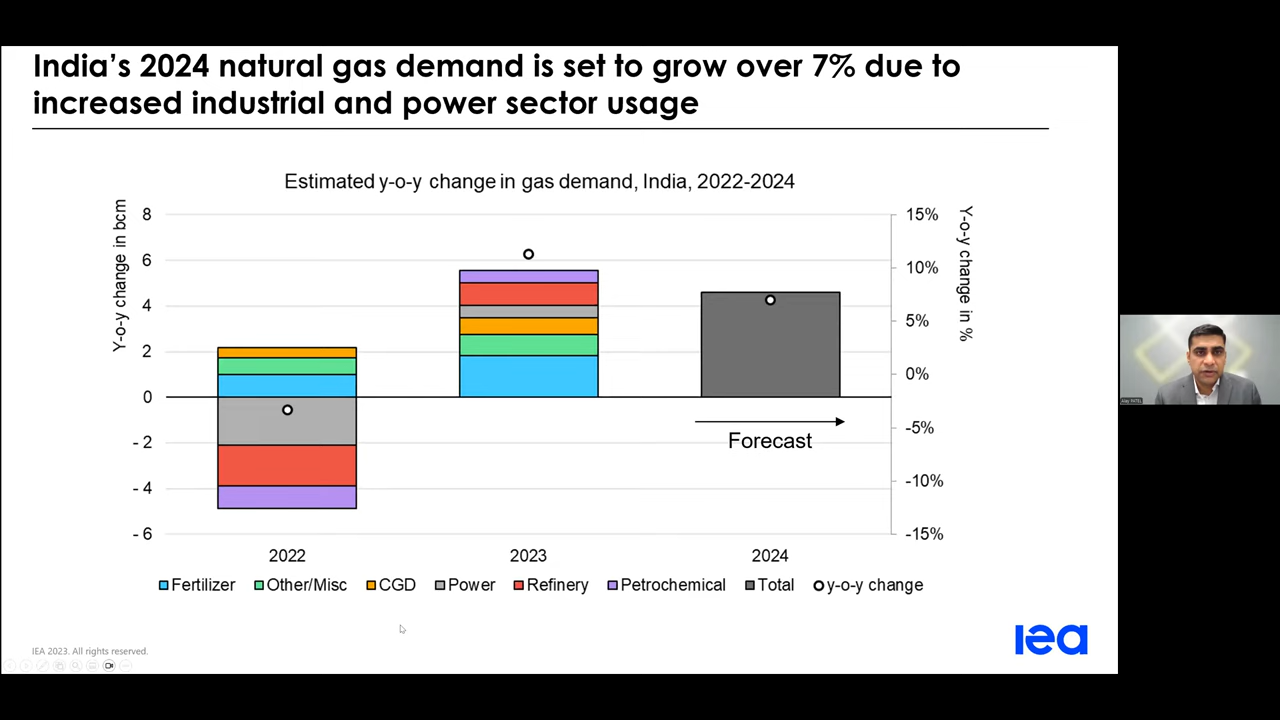 India's 2024 natural gas demand is set to grow over 7% due to
increased industrial and power sector usage
Estimated y-o-y change in gas demand, India, 2022-2024
Y-o-y change in bcm
8
6
4
2
0
- 2
- 4
- 6
15%
10%
5%
0%
-5%
-10%
-15%
Y-o-y change in %
Forecast
2022 2023 2024
Fertilizer Other/Misc CGD Power Refinery Petrochemical Total y-o-y change
IEA 2023. All rights reserved.
iea